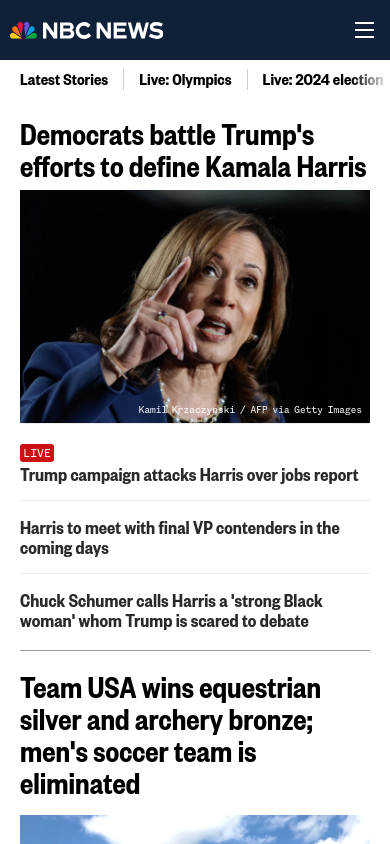 NBC NEWS
Latest Stories
Live: Olympics
Live: 2024 election
Democrats battle Trump's
efforts to define Kamala Harris
Kamil Krzaczynski / AFP via Getty Images
LIVE
Trump campaign attacks Harris over jobs report
Harris to meet with final VP contenders in the
coming days
Chuck Schumer calls Harris a 'strong Black
woman' whom Trump is scared to debate
Team USA wins equestrian
silver and archery bronze;
men's soccer team is
eliminated